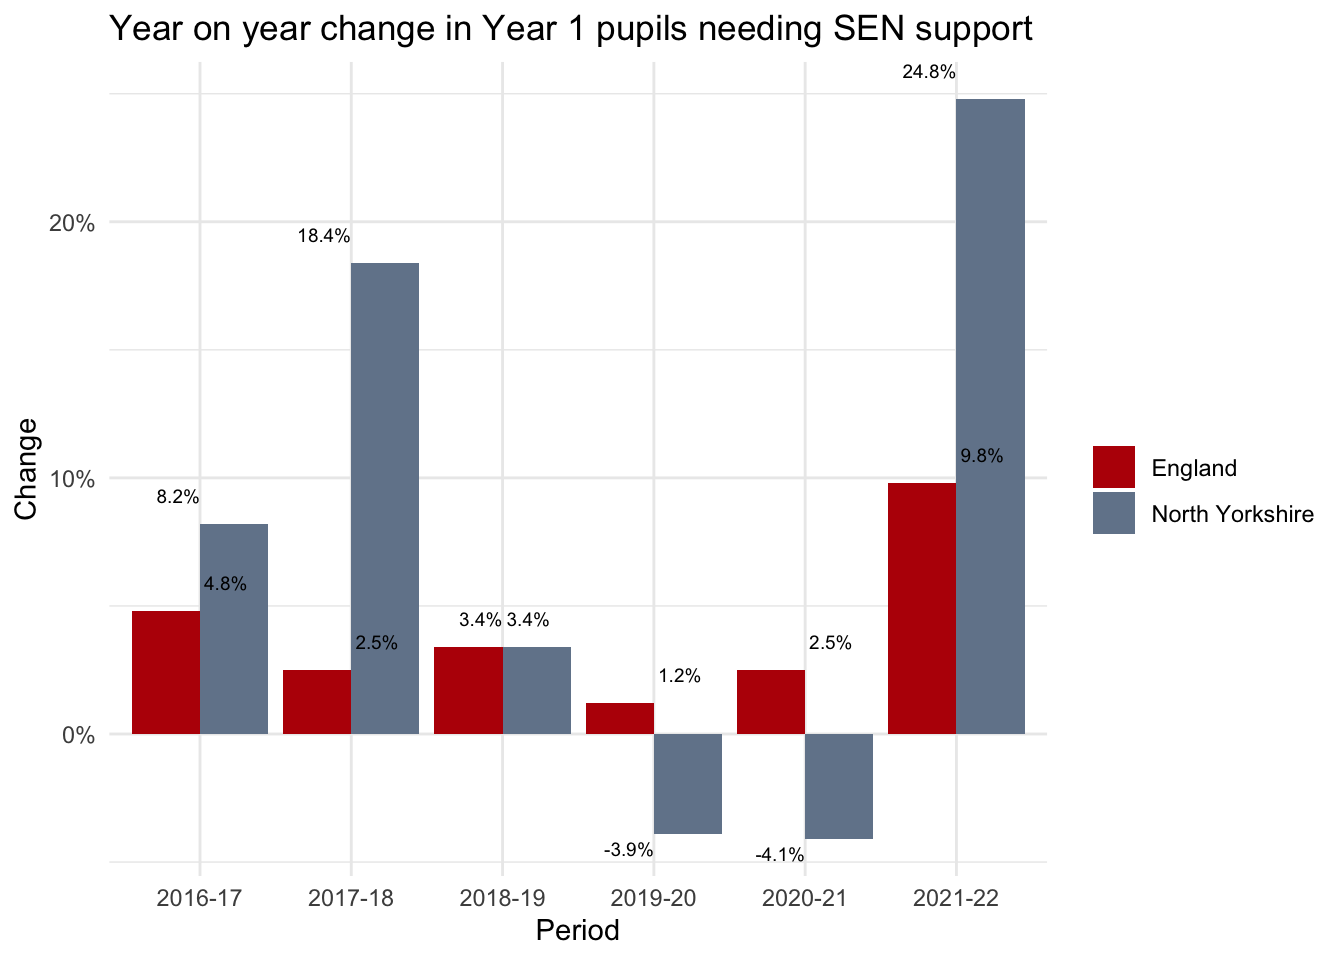 Year on year change in Year 1 pupils needing SEN support
24.8%
20%
18.4%
9.8%
10%
8.2%
4.8%
2.5%
3.4% 3.4%
1.2%
2.5%
0%
-3.9%
-4.1%
Change
England
North Yorkshire
2016-17 2017-18 2018-19 2019-20 2020-21 2021-22
Period